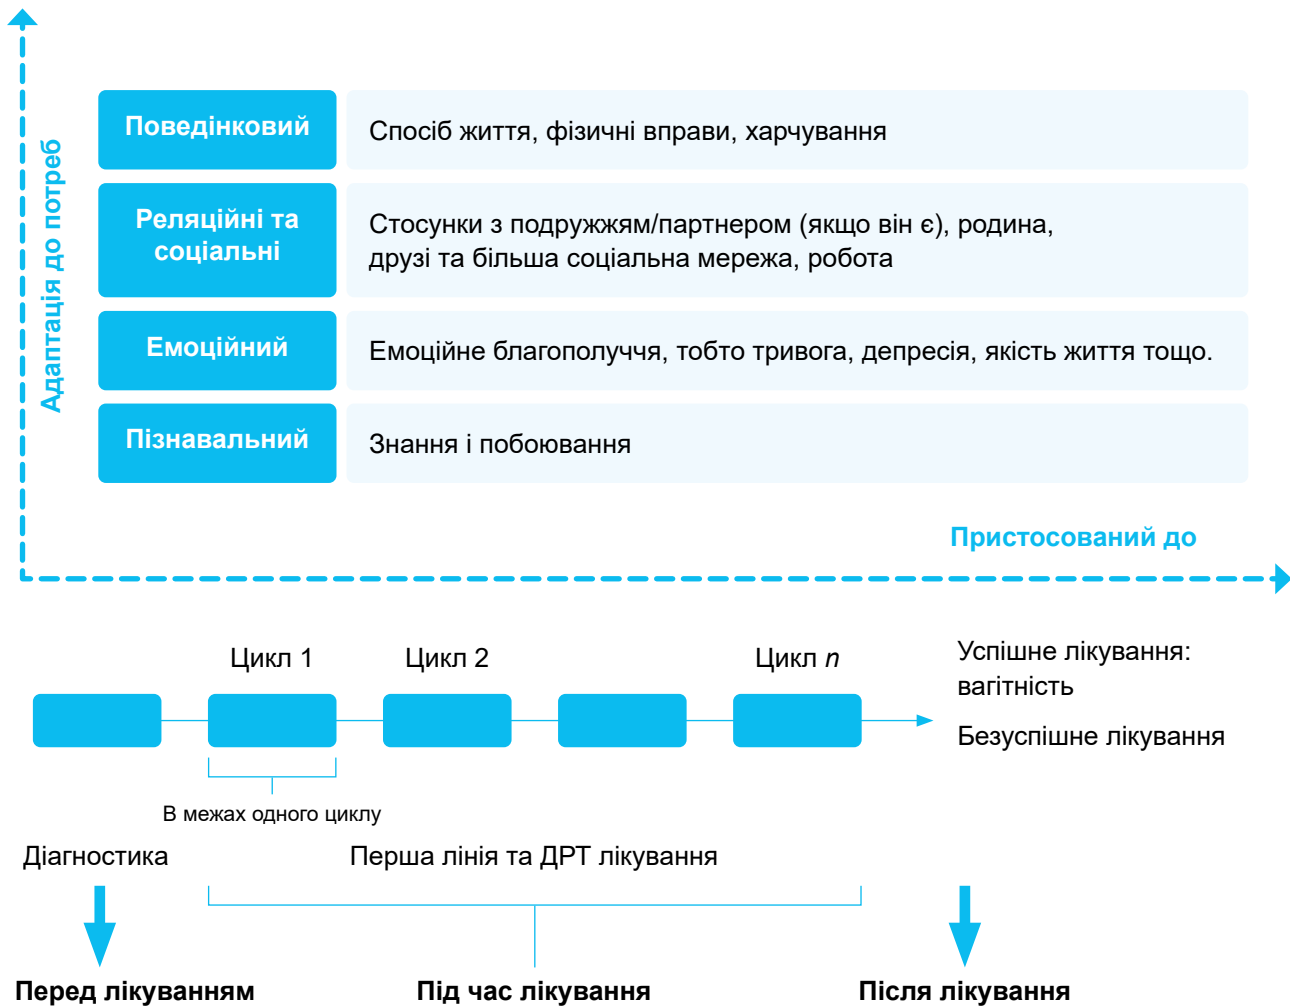 Адаптація до потреб
Поведінковий
Спосіб життя, фізичні вправи, харчування
Реляційні та
соціальні
Стосунки з подружжям/партнером (якщо він є), родина,
друзі та більша соціальна мережа, робота
Емоційний
Емоційне благополуччя, тобто тривога, депресія, якість життя тощо.
Пізнавальний
Знання і побоювання
Пристосований до
Цикл 1
Цикл 2
Цикл n
Успішне лікування:
вагітність
Безуспішне лікування
В межах одного циклу
Діагностика
Перша лінія та ДРТ лікування
Перед лікуванням
Під час лікування
Після лікування